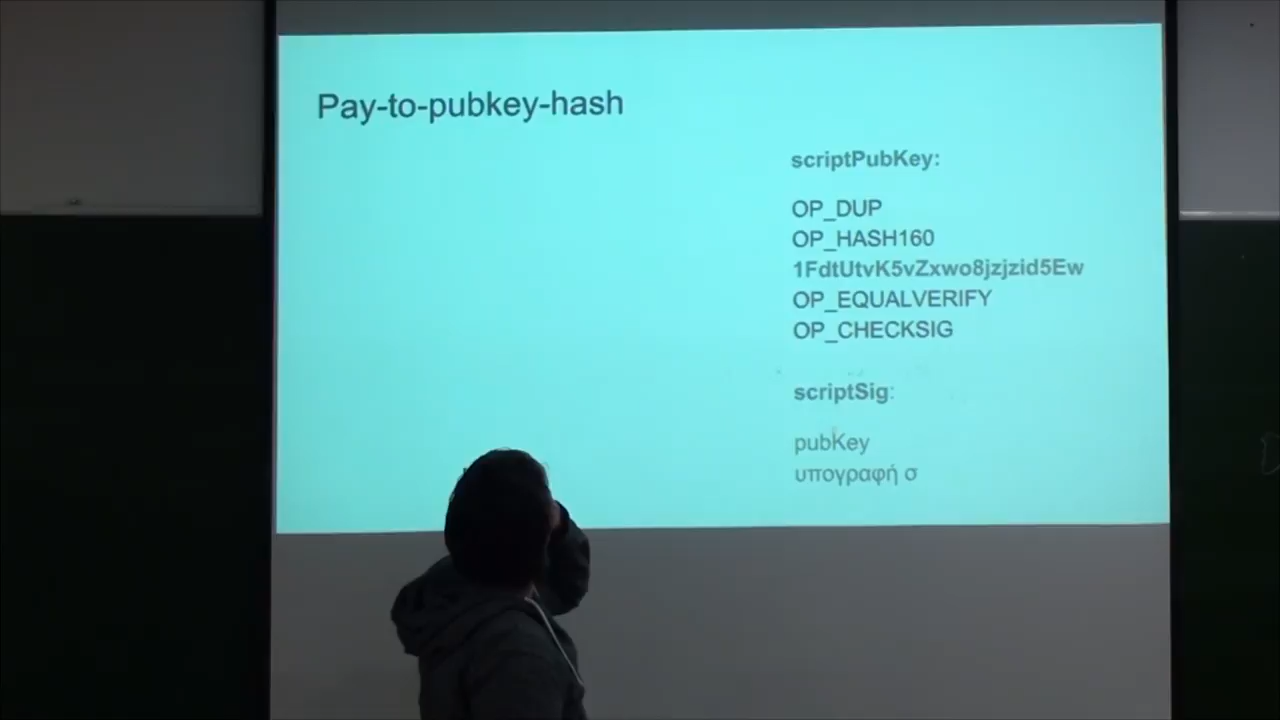 Pay-to-pubkey-hash
scriptPubKey:
OP_DUP
OP_HASH160
1FdtUtvK5vZxwo8jzjzid5Ew
OP_EQUALVERIFY
OP_CHECKSIG
scriptSig:
pubKey
υπογραφή σ